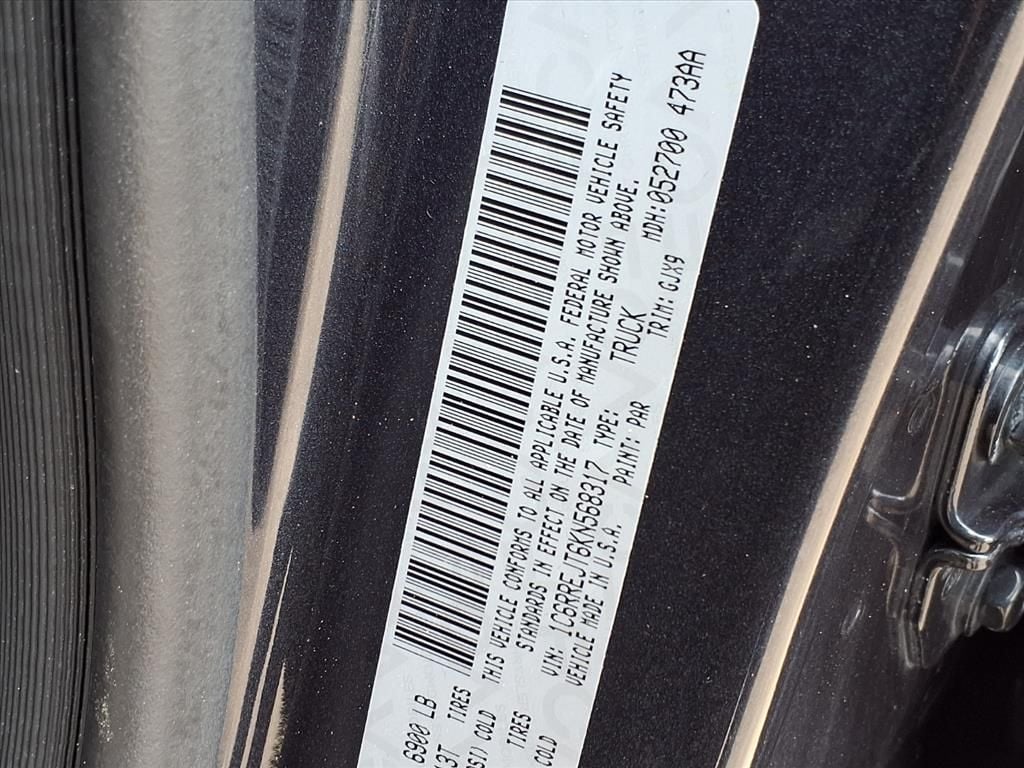 6900 LB
TIRES
COLD
TIRES
COLD
THIS VEHICLE CONFORMS TO ALL APPLICABLE U.S.A. FEDERAL MOTOR VEHICLE SAFETY
STANDARDS IN EFFECT ON THE DATE OF MANUFACTURE SHOWN ABOVE.
VIN: 1C6RREJT6KN568317 TYPE: TRUCK MDH:052700 473AA
VEHICLE MADE IN U.S.A. PAINT: PAR TRIM: GJX9